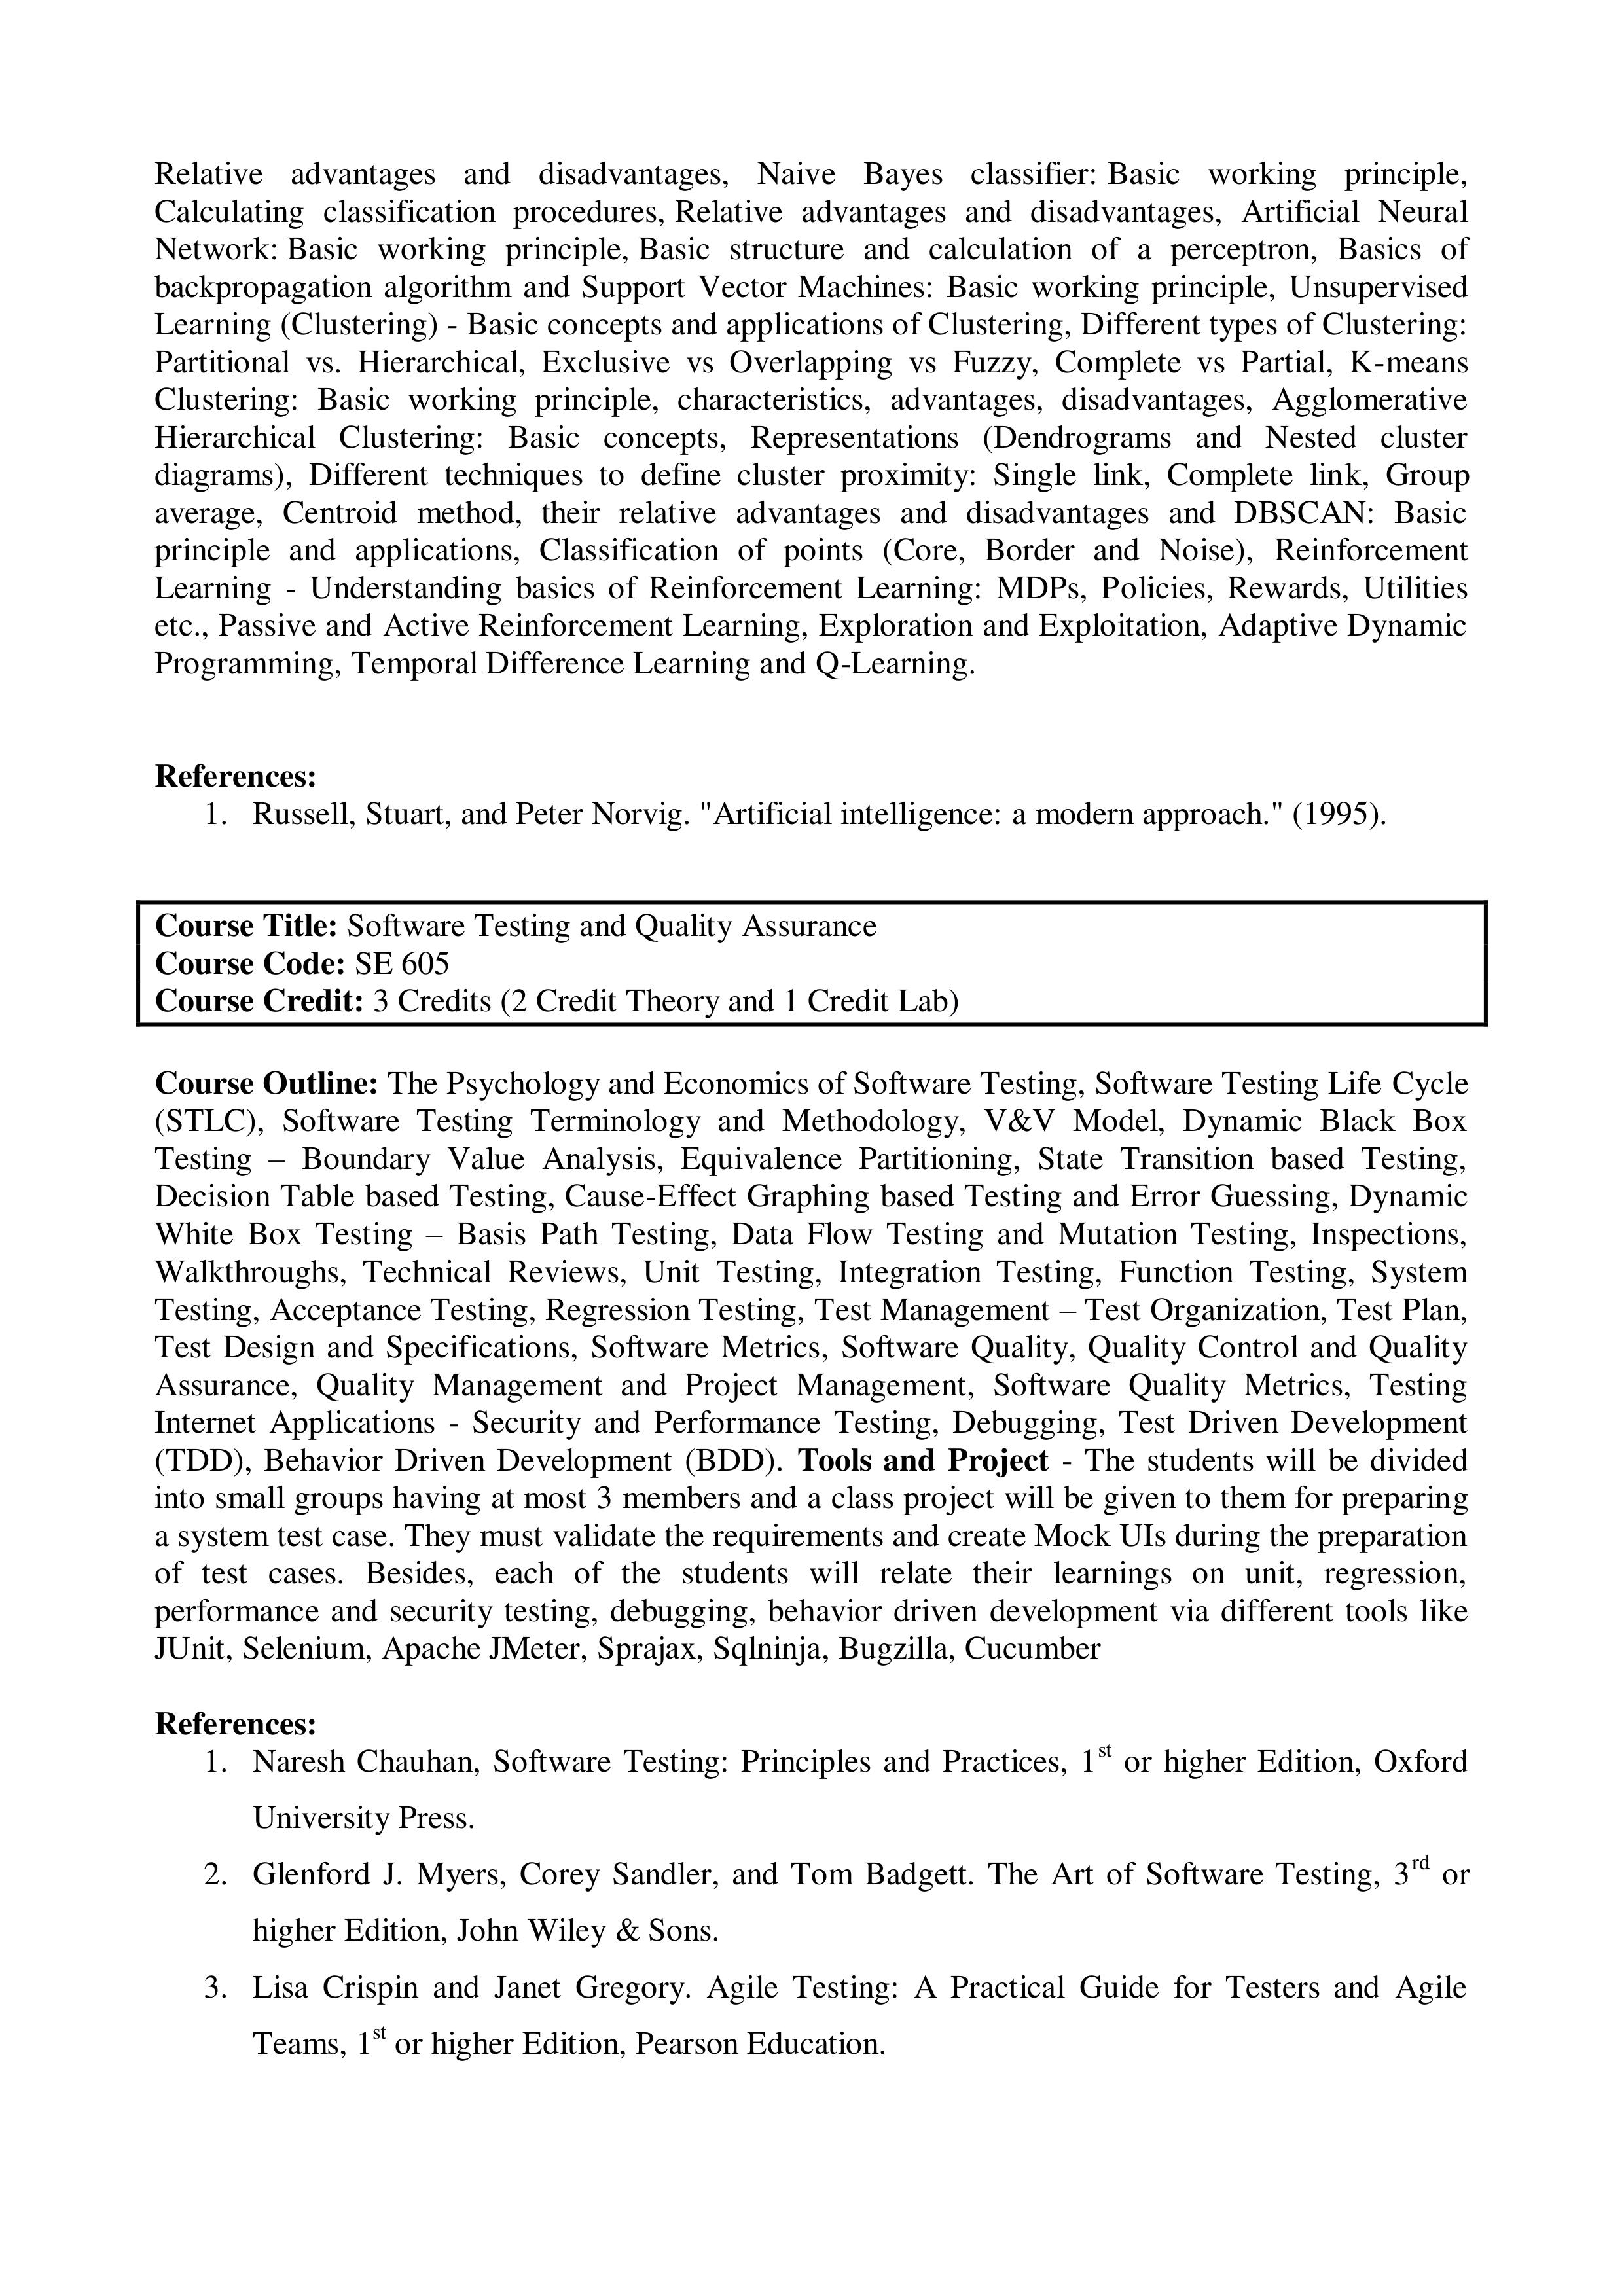 Relative advantages and disadvantages, Naive Bayes classifier: Basic working principle,
Calculating classification procedures, Relative advantages and disadvantages, Artificial Neural
Network: Basic working principle, Basic structure and calculation of a perceptron, Basics of
backpropagation algorithm and Support Vector Machines: Basic working principle, Unsupervised
Learning (Clustering) - Basic concepts and applications of Clustering, Different types of Clustering:
Partitional vs. Hierarchical, Exclusive vs Overlapping vs Fuzzy, Complete vs Partial, K-means
Clustering: Basic working principle, characteristics, advantages, disadvantages, Agglomerative
Hierarchical Clustering: Basic concepts, Representations (Dendrograms and Nested cluster
diagrams), Different techniques to define cluster proximity: Single link, Complete link, Group
average, Centroid method, their relative advantages and disadvantages and DBSCAN: Basic
principle and applications, Classification of points (Core, Border and Noise), Reinforcement
Learning - Understanding basics of Reinforcement Learning: MDPs, Policies, Rewards, Utilities
etc., Passive and Active Reinforcement Learning, Exploration and Exploitation, Adaptive Dynamic
Programming, Temporal Difference Learning and Q-Learning.
References:
1. Russell, Stuart, and Peter Norvig. "Artificial intelligence: a modern approach." (1995).
Course Title: Software Testing and Quality Assurance
Course Code: SE 605
Course Credit: 3 Credits (2 Credit Theory and 1 Credit Lab)
Course Outline: The Psychology and Economics of Software Testing, Software Testing Life Cycle
(STLC), Software Testing Terminology and Methodology, V&V Model, Dynamic Black Box
Testing – Boundary Value Analysis, Equivalence Partitioning, State Transition based Testing,
Decision Table based Testing, Cause-Effect Graphing based Testing and Error Guessing, Dynamic
White Box Testing – Basis Path Testing, Data Flow Testing and Mutation Testing, Inspections,
Walkthroughs, Technical Reviews, Unit Testing, Integration Testing, Function Testing, System
Testing, Acceptance Testing, Regression Testing, Test Management – Test Organization, Test Plan,
Test Design and Specifications, Software Metrics, Software Quality, Quality Control and Quality
Assurance, Quality Management and Project Management, Software Quality Metrics, Testing
Internet Applications - Security and Performance Testing, Debugging, Test Driven Development
(TDD), Behavior Driven Development (BDD). Tools and Project - The students will be divided
into small groups having at most 3 members and a class project will be given to them for preparing
a system test case. They must validate the requirements and create Mock UIs during the preparation
of test cases. Besides, each of the students will relate their learnings on unit, regression,
performance and security testing, debugging, behavior driven development via different tools like
JUnit, Selenium, Apache JMeter, Sprajax, Sqlninja, Bugzilla, Cucumber
References:
1. Naresh Chauhan, Software Testing: Principles and Practices, 1st or higher Edition, Oxford
University Press.
2. Glenford J. Myers, Corey Sandler, and Tom Badgett. The Art of Software Testing, 3rd or
higher Edition, John Wiley & Sons.
3. Lisa Crispin and Janet Gregory. Agile Testing: A Practical Guide for Testers and Agile
Teams, 1st or higher Edition, Pearson Education.